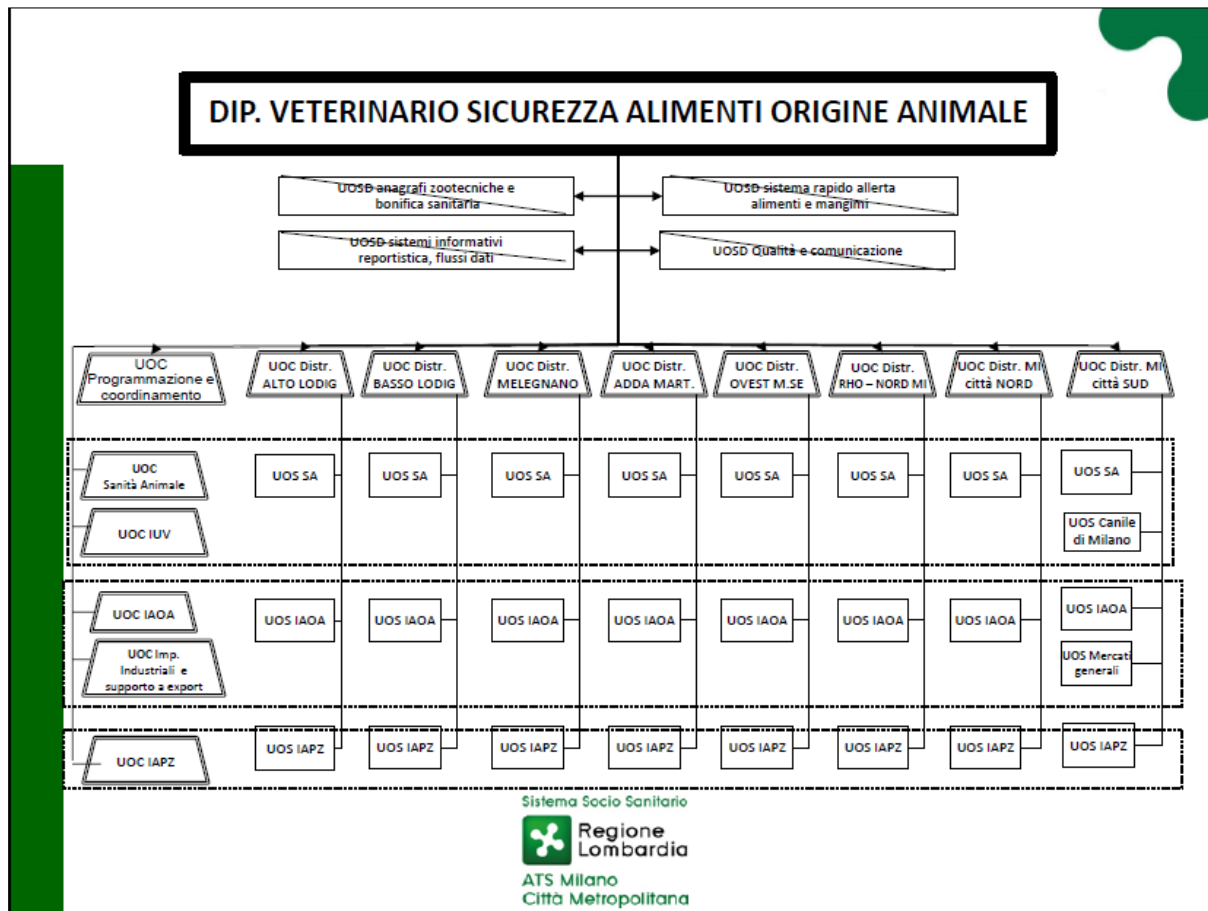 DIP. VETERINARIO SICUREZZA ALIMENTI ORIGINE ANIMALE
UOSD anagrafi zootecniche e
bonifica sanitaria
UOSD sistema rapido allerta
alimenti e mangimi
UOSD sistemi informativi
reportistica, flussi dati
UOSD Qualità e comunicazione
UOC
Programmazione e
coordinamento
UOC Distr.
ALTO LODIG
UOC Distr.
BASSO LODIG
UOC Distr.
MELEGNANO
UOC Distr.
ADDA MART.
UOC Distr.
OVEST M.SE
UOC Distr.
RHO – NORD MI
UOC Distr. MI
città NORD
UOC Distr. MI
città SUD
UOC
Sanità Animale
UOS SA
UOS SA
UOS SA
UOS SA
UOS SA
UOS SA
UOS SA
UOS SA
UOC IUV
UOS Canile
di Milano
UOC IAOA
UOS IAOA
UOS IAOA
UOS IAOA
UOS IAOA
UOS IAOA
UOS IAOA
UOS IAOA
UOS IAOA
UOC Imp.
Industriali e
supporto a export
UOS Mercati
generali
UOC IAPZ
UOS IAPZ
UOS IAPZ
UOS IAPZ
UOS IAPZ
UOS IAPZ
UOS IAPZ
UOS IAPZ
UOS IAPZ
Sistema Socio Sanitario
Regione
Lombardia
ATS Milano
Città Metropolitana